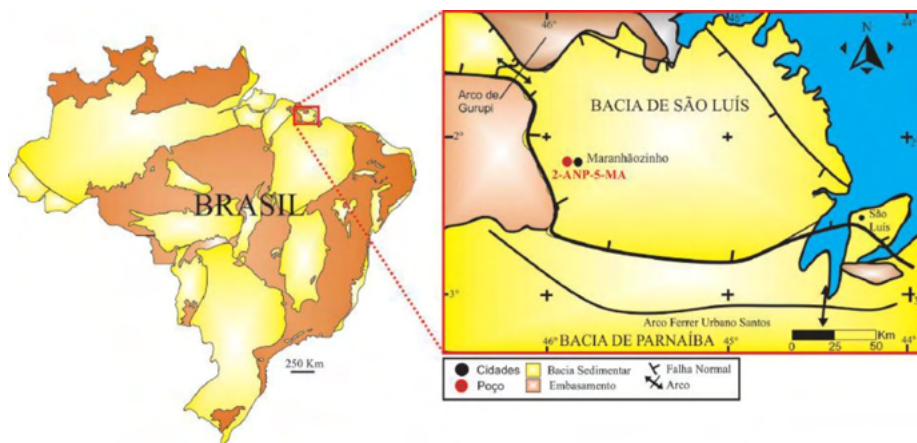 BRASIL
250 Km
46°
45°
44°
N
Arco de
Gurupi
BACIA DE SÃO LUÍS
2°
Maranhãozinho
2-ANP-5-MA
São
Luís
3°
Arco Ferrer Urbano Santos
Km
0 25 50
BACIA DE PARNAÍBA
46°
45°
44°
Cidades
Bacia Sedimentar
Falha Normal
Poço
Embasamento
Arco